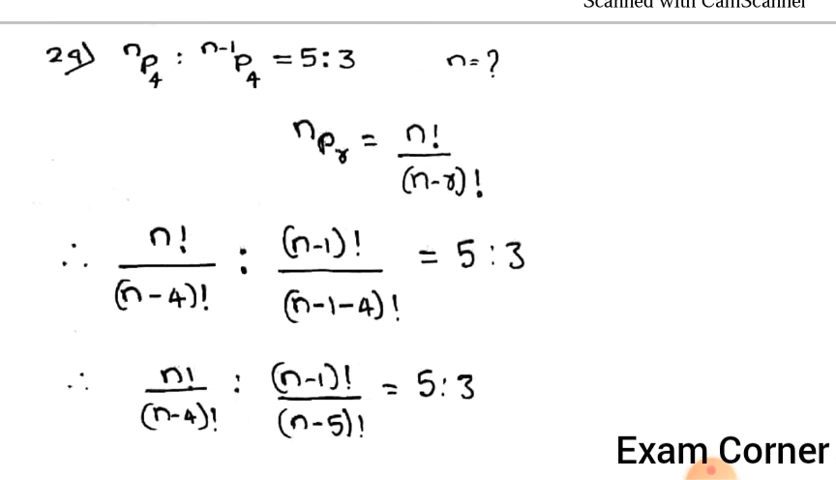 Scanned with CamScanner
2a) ⁿP₄ : ⁿ⁻¹P₄ = 5:3 n=?
ⁿPᵣ = n! / (n-r)!
∴ n! / (n-4)! : (n-1)! / (n-1-4)! = 5:3
∴ n! / (n-4)! : (n-1)! / (n-5)! = 5:3
Exam Corner